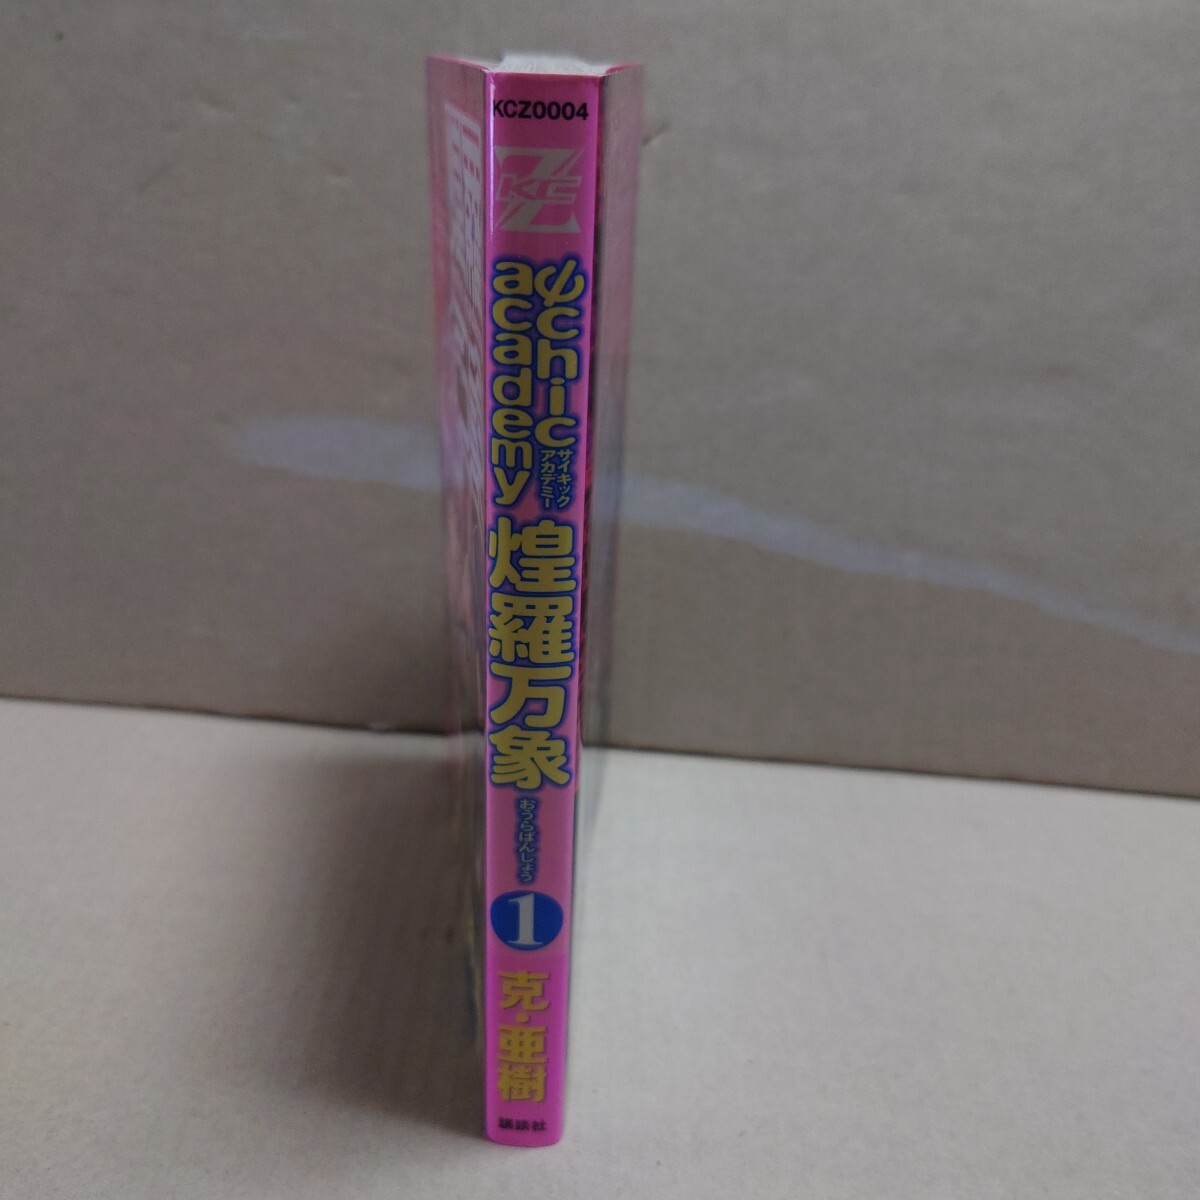 KCZ0004
KC
Z
ψchic
academy
サイキック
アカデミー
煌羅万象
おうらばんしょう
1
克・亜樹
講談社